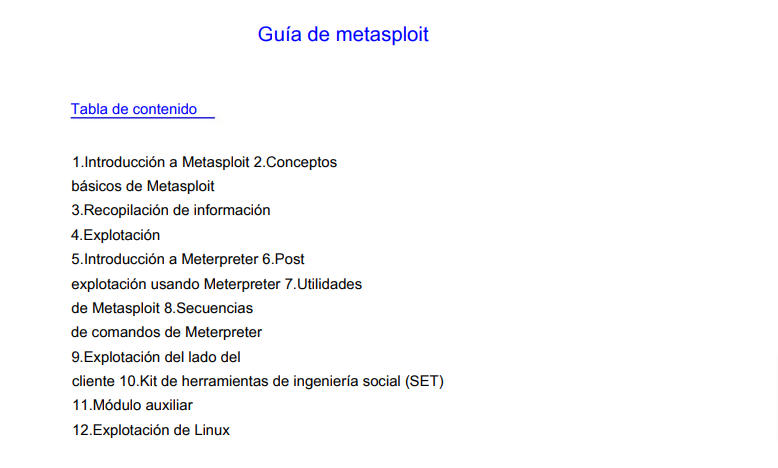 Guía de metasploit
Tabla de contenido
1.Introducción a Metasploit 2.Conceptos
básicos de Metasploit
3.Recopilación de información
4.Explotación
5.Introducción a Meterpreter 6.Post
explotación usando Meterpreter 7.Utilidades
de Metasploit 8.Secuencias
de comandos de Meterpreter
9.Explotación del lado del
cliente 10.Kit de herramientas de ingeniería social (SET)
11.Módulo auxiliar
12.Explotación de Linux